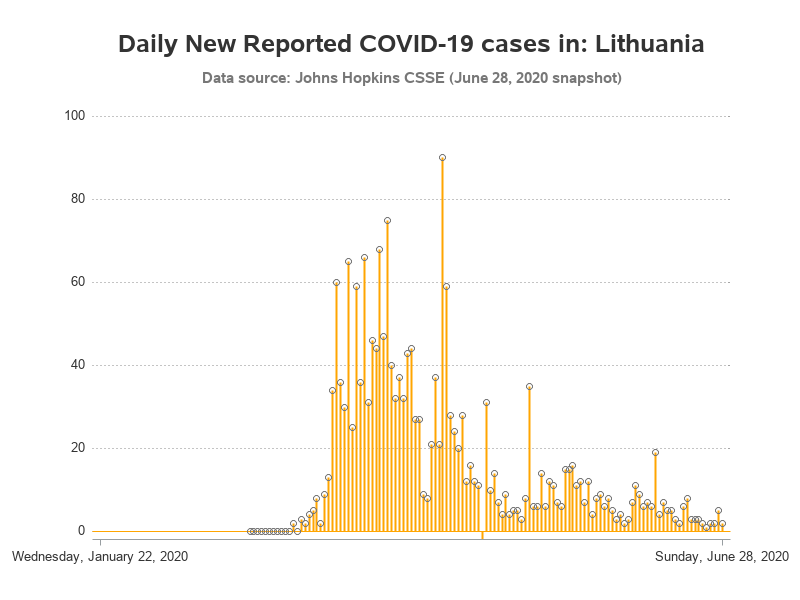 Daily New Reported COVID-19 cases in: Lithuania
Data source: Johns Hopkins CSSE (June 28, 2020 snapshot)
100
80
60
40
20
0
Wednesday, January 22, 2020
Sunday, June 28, 2020